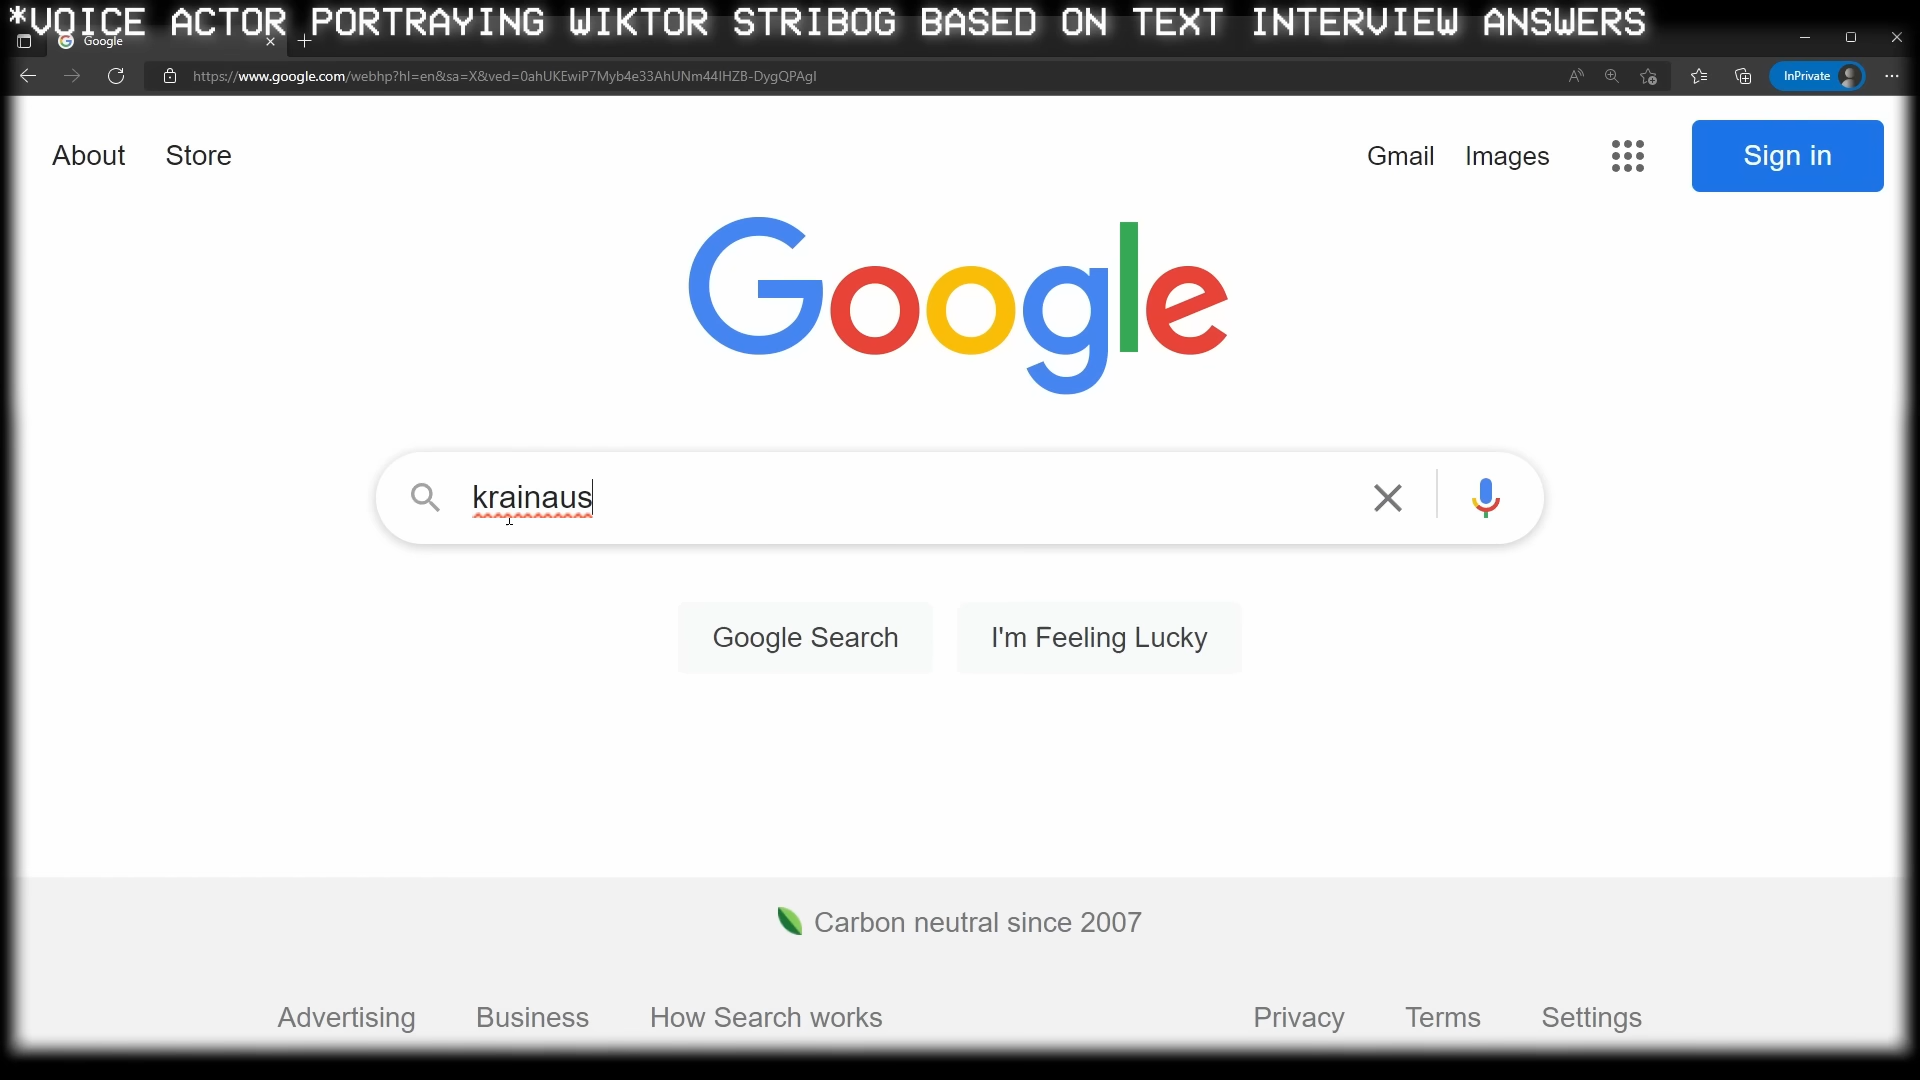 *VOICE ACTOR PORTRAYING WIKTOR STRIBOG BASED ON TEXT INTERVIEW ANSWERS
Google
https://www.google.com/webhp?hl=en&sa=X&ved=0ahUKEwiP7Myb4e33AhUNm44IHZB-DygQPAgI
InPrivate
About Store Gmail Images Sign in
Google
krainaus
Google Search I'm Feeling Lucky
Carbon neutral since 2007
Advertising Business How Search works Privacy Terms Settings